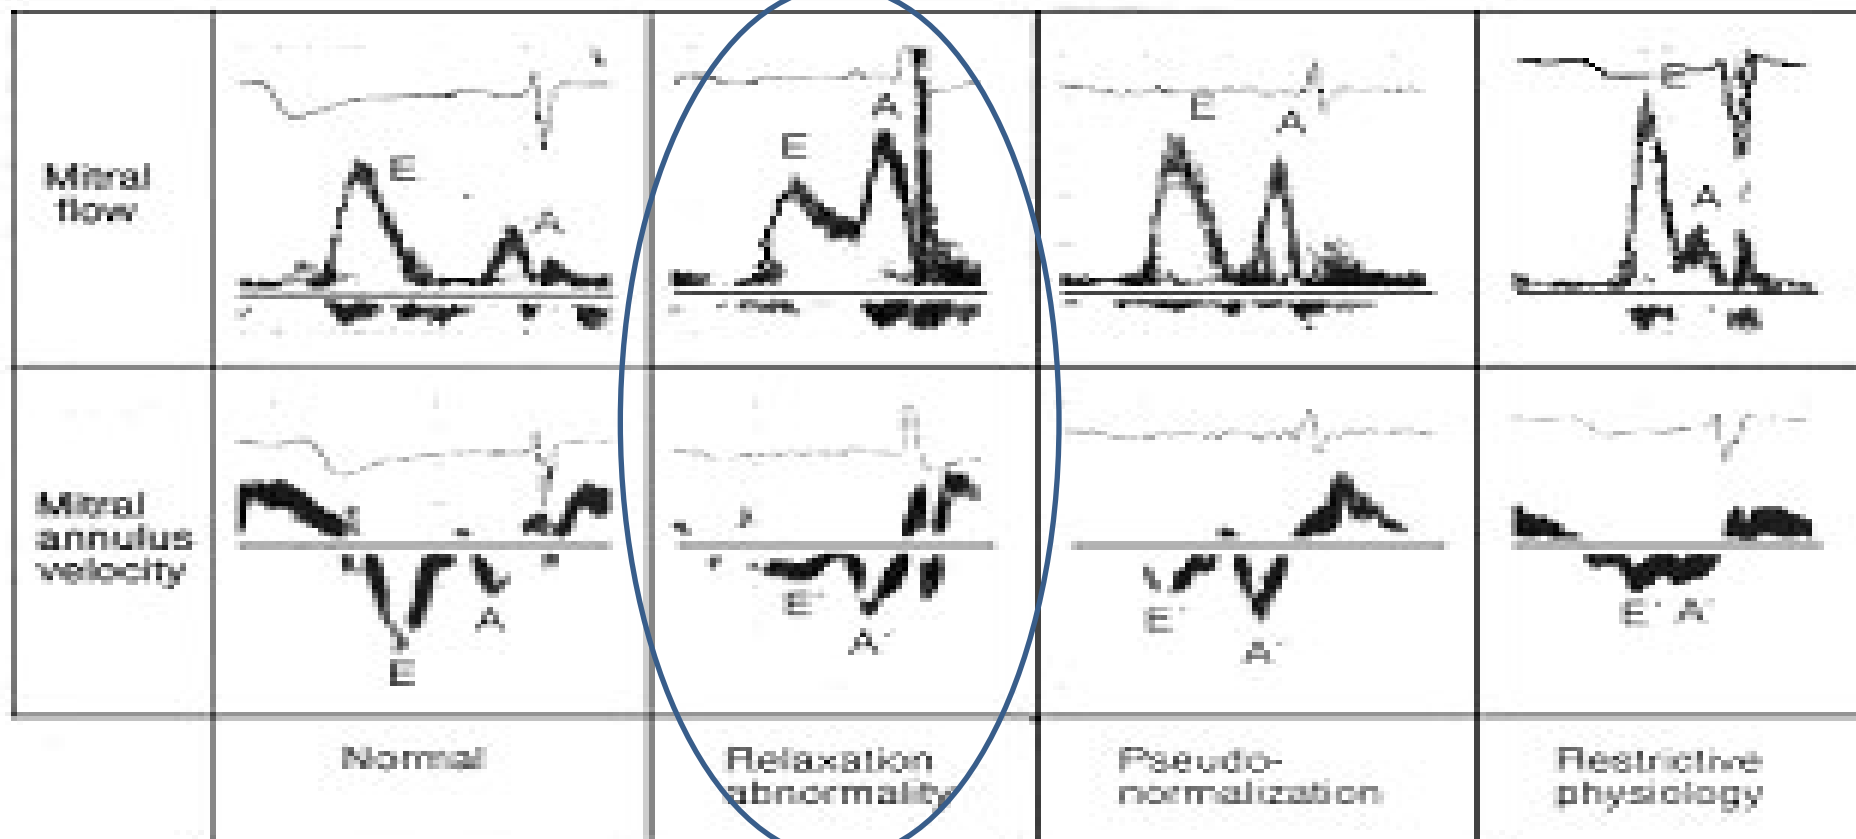 Mitral
flow
E
A
E
A
E
A
E
A
Mitral
annulus
velocity
E
A
E'
A'
E'
A'
E' A'
Normal
Relaxation
abnormality
Pseudo-
normalization
Restrictive
physiology